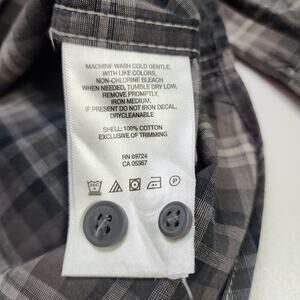 MACHINE WASH COLD GENTLE,
WITH LIKE COLORS,
NON-CHLORINE BLEACH
WHEN NEEDED, TUMBLE DRY LOW,
REMOVE PROMPTLY,
IRON MEDIUM,
IF PRESENT DO NOT IRON DECAL,
DRYCLEANABLE
SHELL: 100% COTTON
EXCLUSIVE OF TRIMMING
RN 69724
CA 05367
P